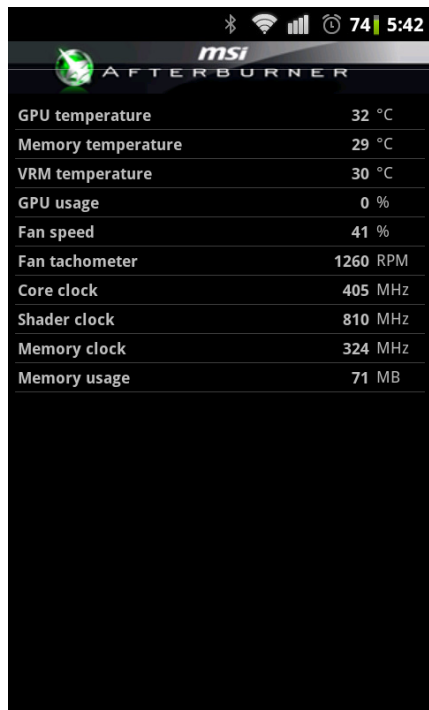 74 5:42
msi
AFTERBURNER
GPU temperature 32 °C
Memory temperature 29 °C
VRM temperature 30 °C
GPU usage 0 %
Fan speed 41 %
Fan tachometer 1260 RPM
Core clock 405 MHz
Shader clock 810 MHz
Memory clock 324 MHz
Memory usage 71 MB